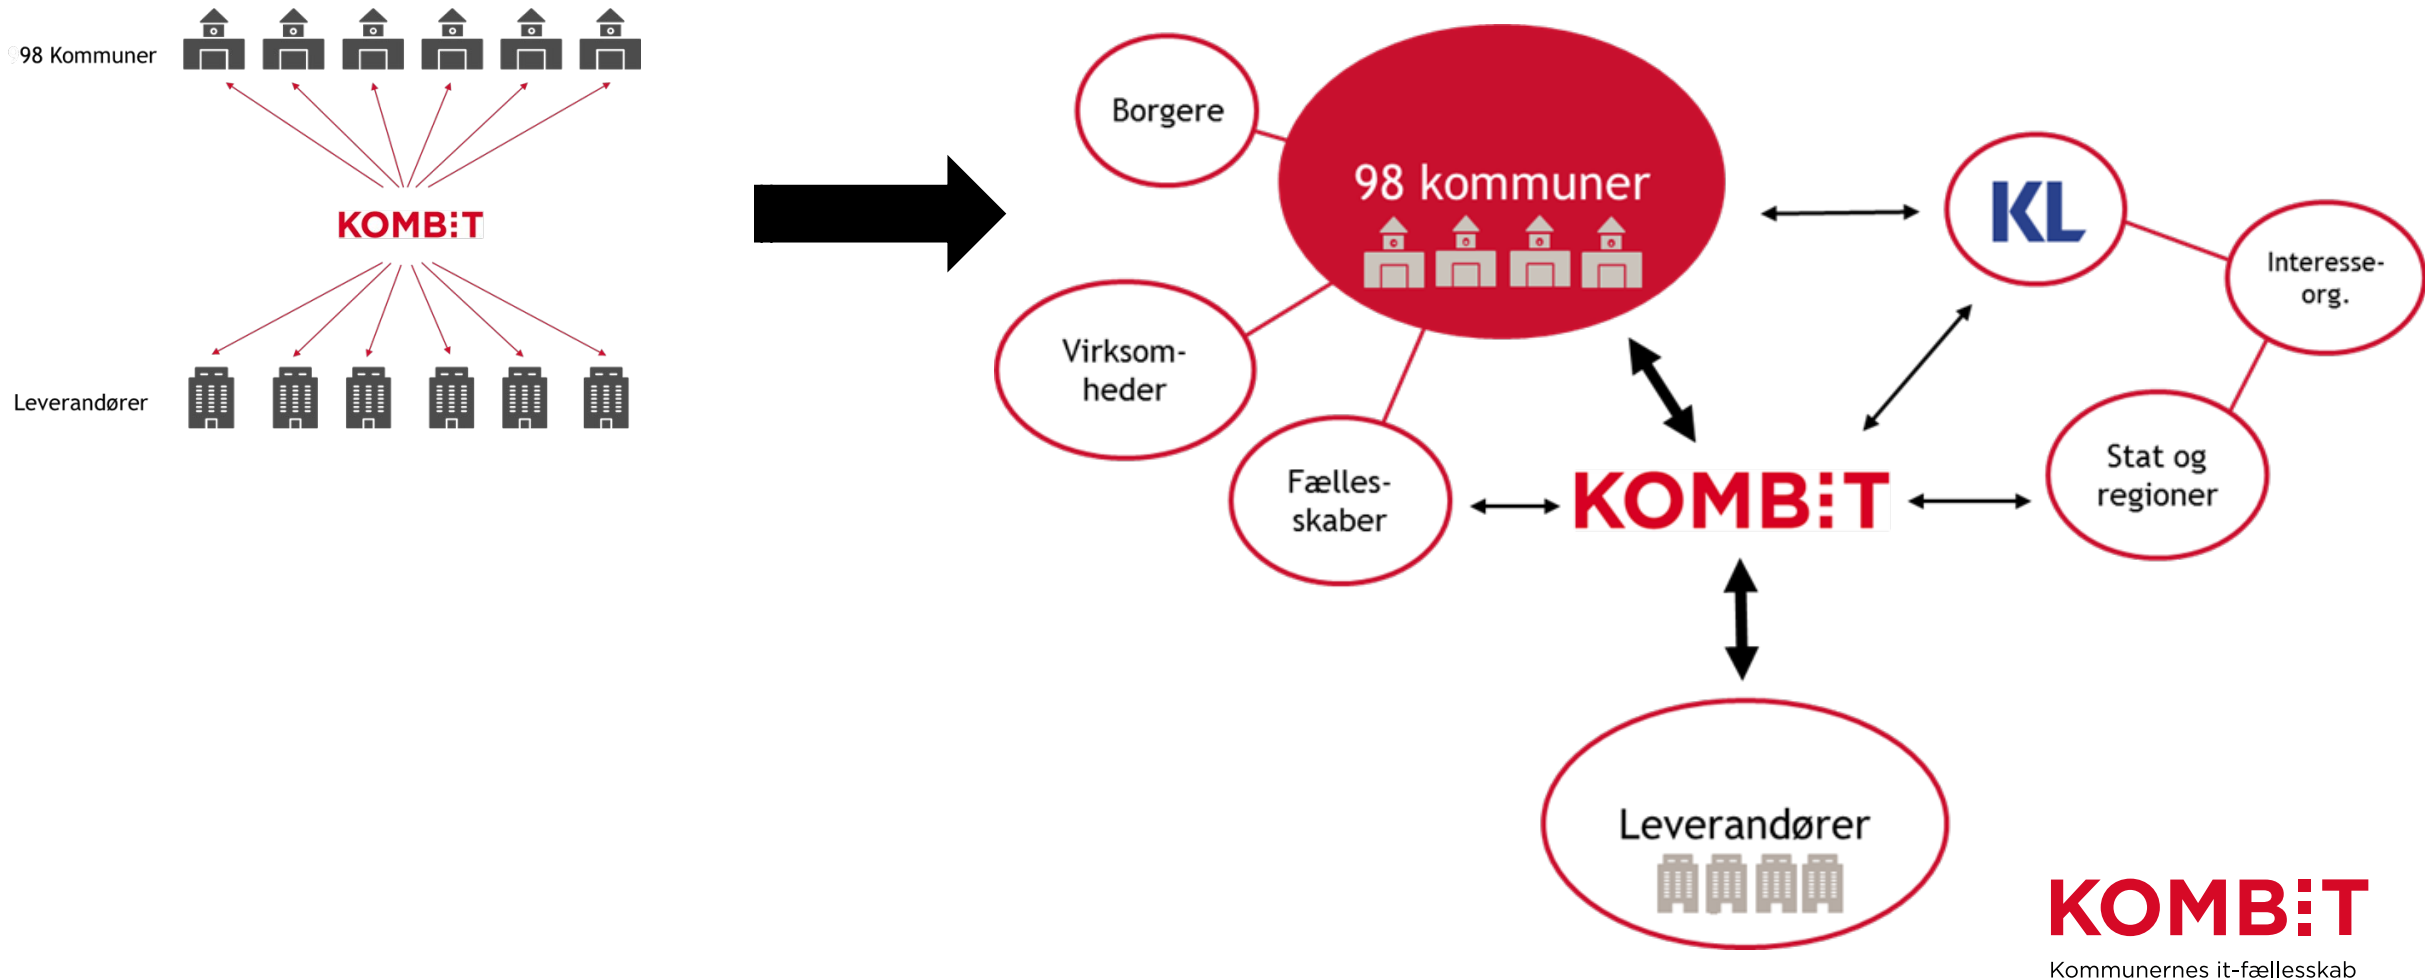 98 Kommuner
KOMBIT
Leverandører
Borgere
98 kommuner
KL
Interesse-
org.
Virksom-
heder
Fælles-
skaber
KOMBIT
Stat og
regioner
Leverandører
KOMBIT
Kommunernes it-fællesskab